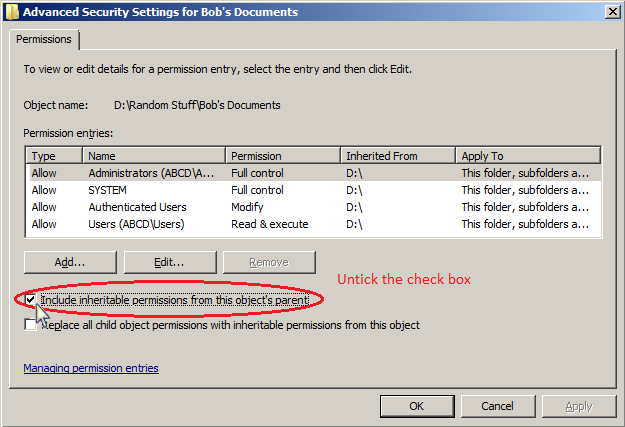 Advanced Security Settings for Bob's Documents
Permissions
To view or edit details for a permission entry, select the entry and then click Edit.
Object name: D:\Random Stuff\Bob's Documents
Permission entries:
Type Name Permission Inherited From Apply To
Allow Administrators (ABCD\A... Full control D:\ This folder, subfolders a...
Allow SYSTEM Full control D:\ This folder, subfolders a...
Allow Authenticated Users Modify D:\ This folder, subfolders a...
Allow Users (ABCD\Users) Read & execute D:\ This folder, subfolders a...
Add... Edit... Remove
Untick the check box
Include inheritable permissions from this object's parent
Replace all child object permissions with inheritable permissions from this object
Managing permission entries
OK Cancel Apply